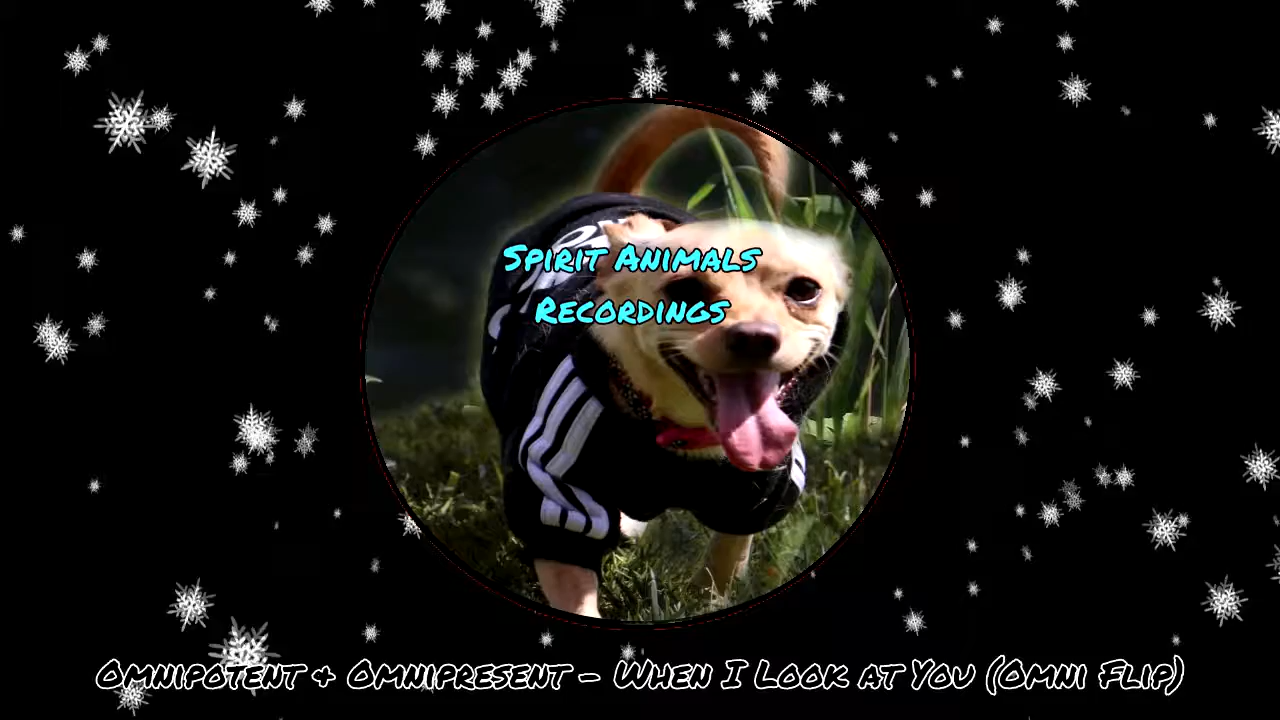 Spirit Animals
Recordings
Omnipotent & Omnipresent - When I Look at You (Omni Flip)